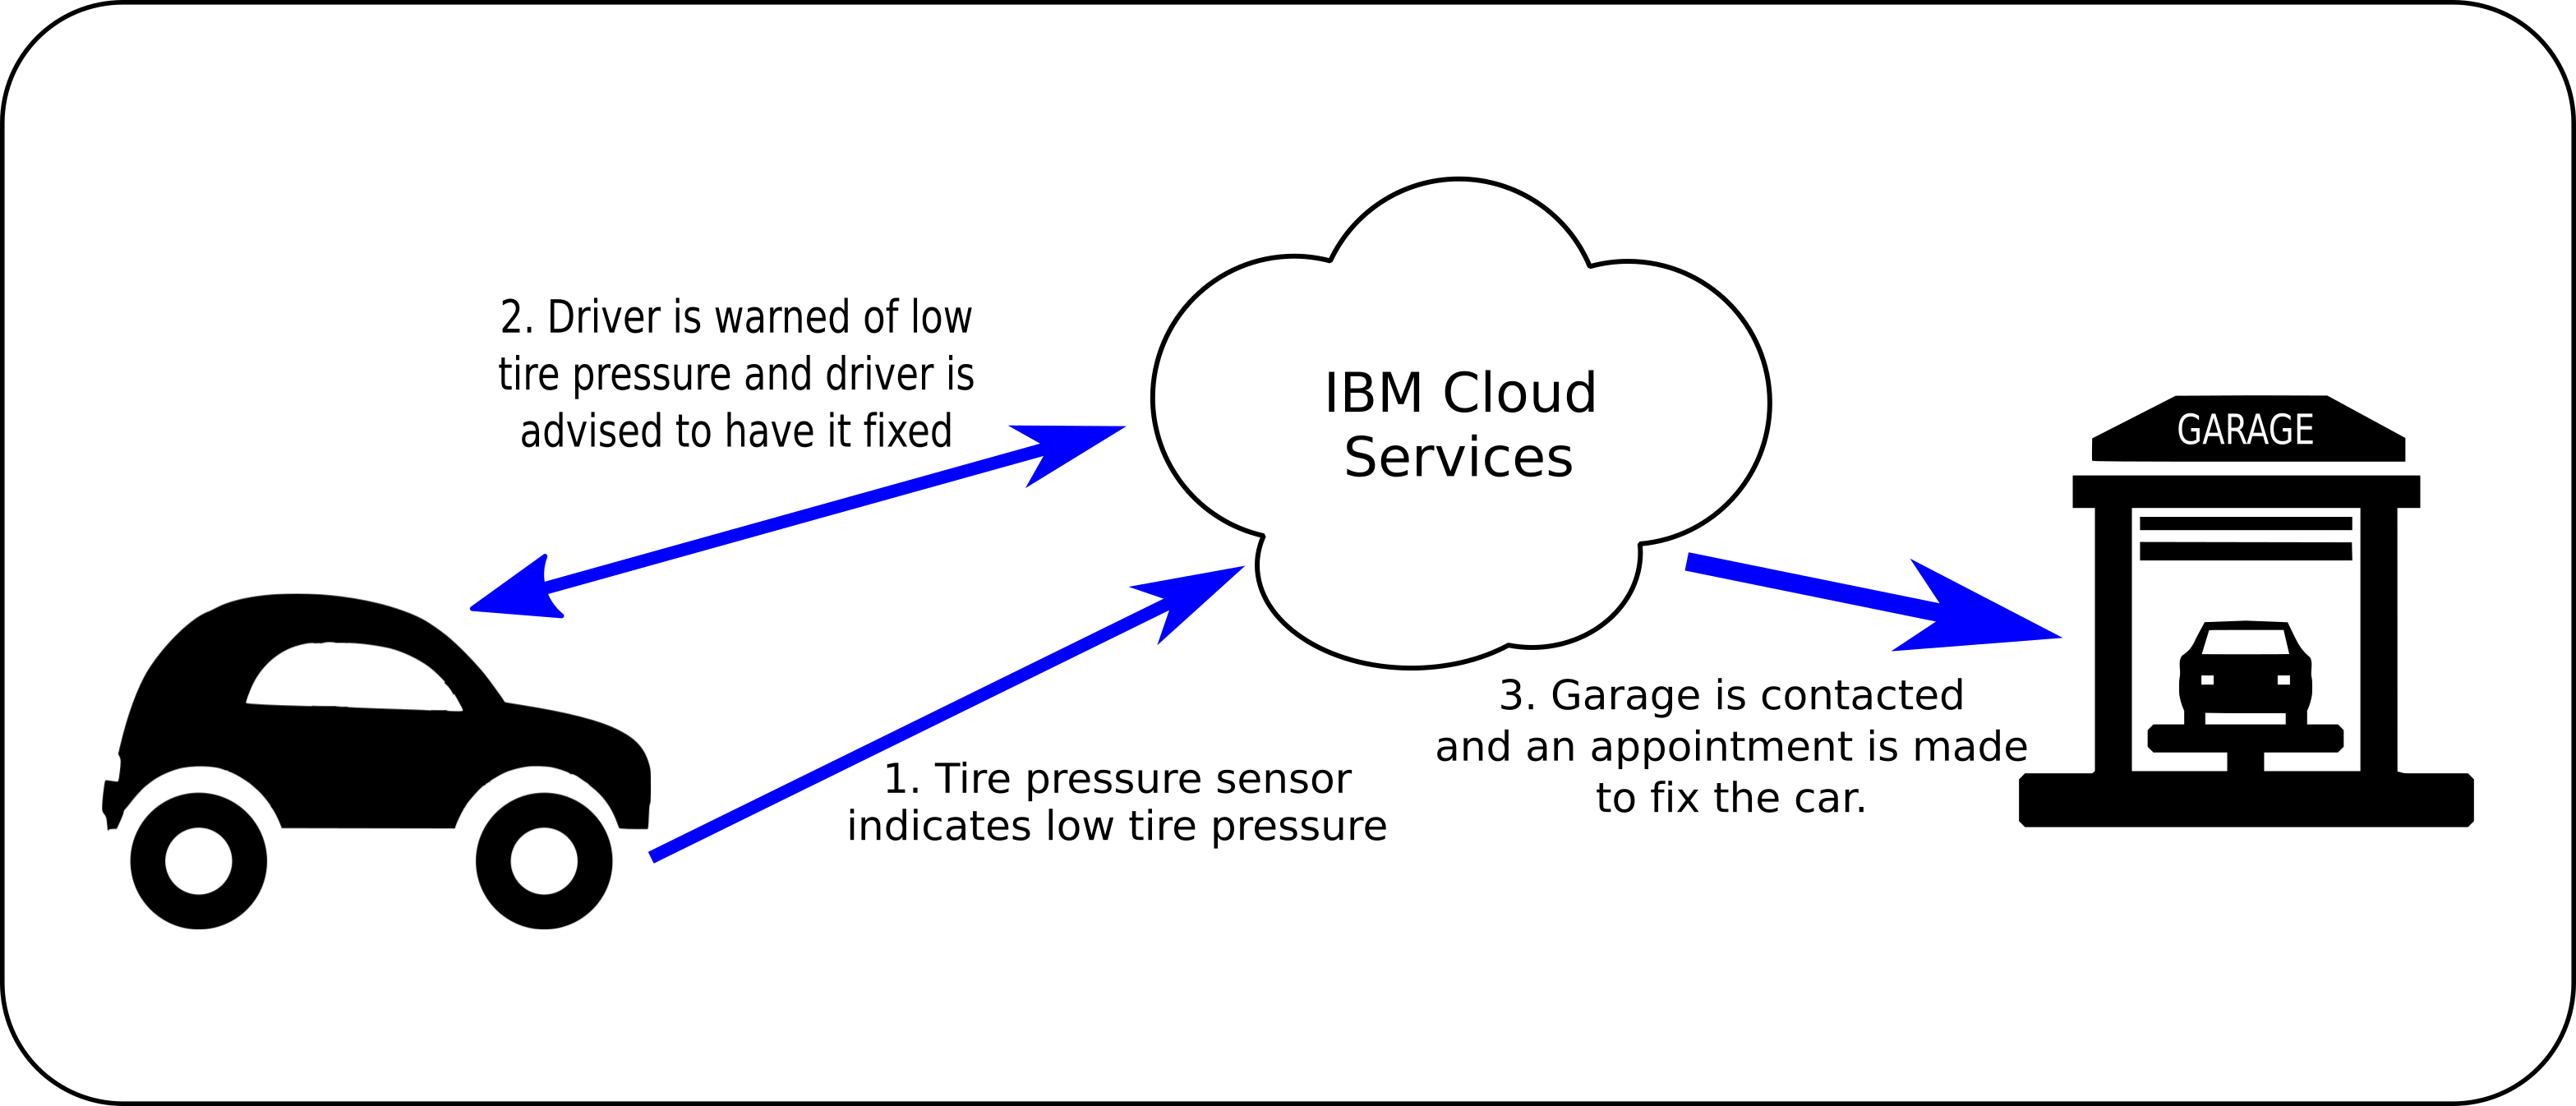 2. Driver is warned of low
tire pressure and driver is
advised to have it fixed
IBM Cloud
Services
GARAGE
1. Tire pressure sensor
indicates low tire pressure
3. Garage is contacted
and an appointment is made
to fix the car.